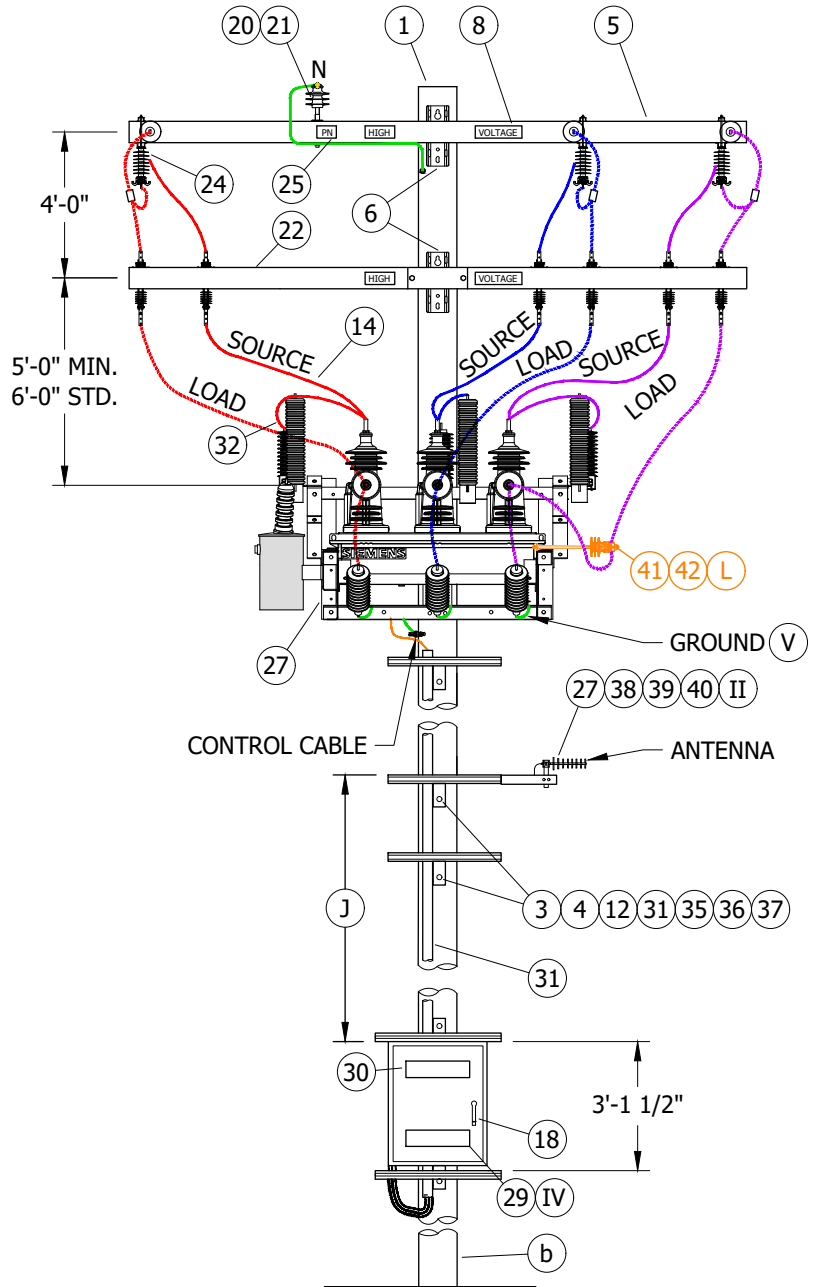 20 21 1 8 5
N
PN HIGH VOLTAGE
24 25
6
4'-0"
22
HIGH VOLTAGE
14
SOURCE
LOAD
SOURCE
LOAD
SOURCE
LOAD
5'-0" MIN.
6'-0" STD.
32
SIEMENS
41 42 L
27
GROUND V
27 38 39 40 II
CONTROL CABLE
ANTENNA
J
3 4 12 31 35 36 37
31
30
3'-1 1/2"
18
29 IV
b